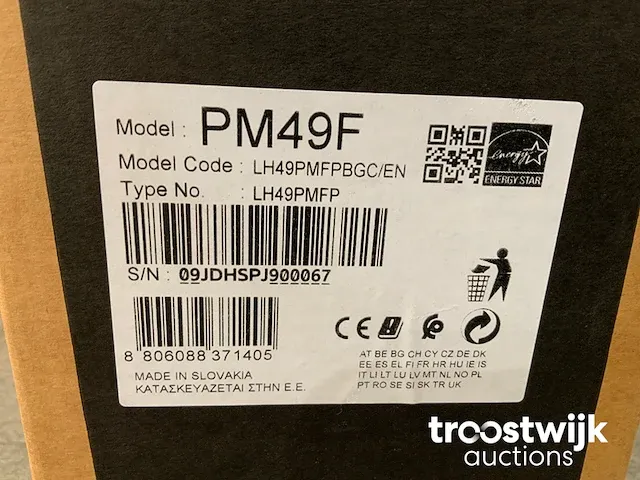 Model : PM49F
Model Code : LH49PMFPBGC/EN
Type No. : LH49PMFP
energy
ENERGY STAR
S/N : 09JDHSPJ900067
8 806088 371405
CE
AT BE BG CH CY CZ DE DK
EE ES EL FI FR HR HU IE IS
IT LI LT LU LV MT NL NO PL
PT RO SE SI SK TR UK
MADE IN SLOVAKIA
ΚΑΤΑΣΚΕΥΑΖΕΤΑΙ ΣΤΗΝ Ε.Ε.
troostwijk
auctions